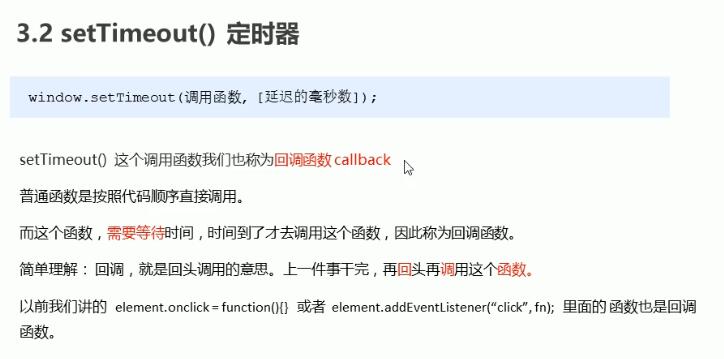 3.2 setTimeout() 定时器
window.setTimeout(调用函数, [延迟的毫秒数]);
setTimeout() 这个调用函数我们也称为回调函数 callback
普通函数是按照代码顺序直接调用。
而这个函数，需要等待时间，时间到了才去调用这个函数，因此称为回调函数。
简单理解： 回调，就是回头调用的意思。上一件事干完，再回头再调用这个函数。
以前我们讲的 element.onclick = function(){} 或者 element.addEventListener(“click”, fn); 里面的 函数也是回调
函数。